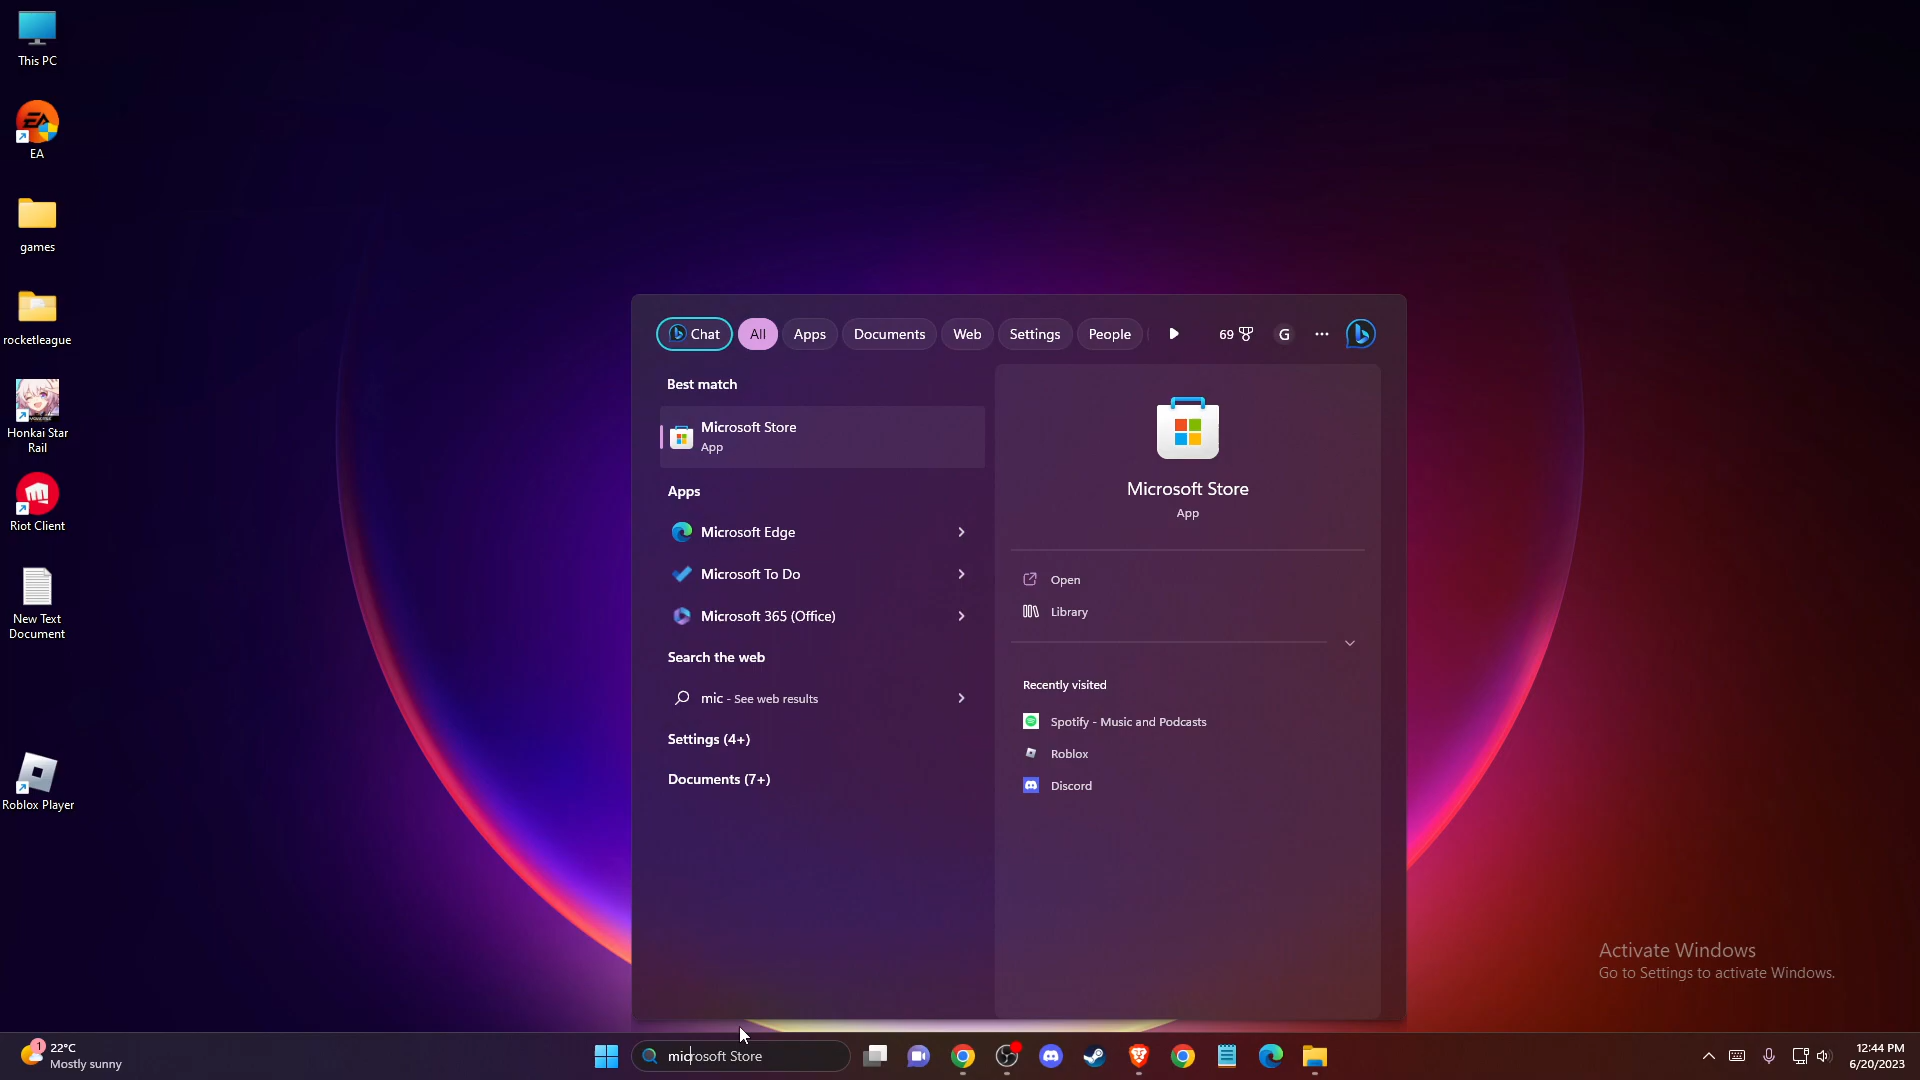 This PC
EA
EA
games
rocketleague
Honkai Star
Rail
Riot Client
New Text
Document
Roblox Player
Chat
All
Apps
Documents
Web
Settings
People
69
G
Best match
Microsoft Store
App
Apps
Microsoft Edge
Microsoft To Do
Microsoft 365 (Office)
Search the web
mic - See web results
Settings (4+)
Documents (7+)
Microsoft Store
App
Open
Library
Recently visited
Spotify - Music and Podcasts
Roblox
Discord
Activate Windows
Go to Settings to activate Windows.
1
22°C
Mostly sunny
microsoft Store
12:44 PM
6/20/2023